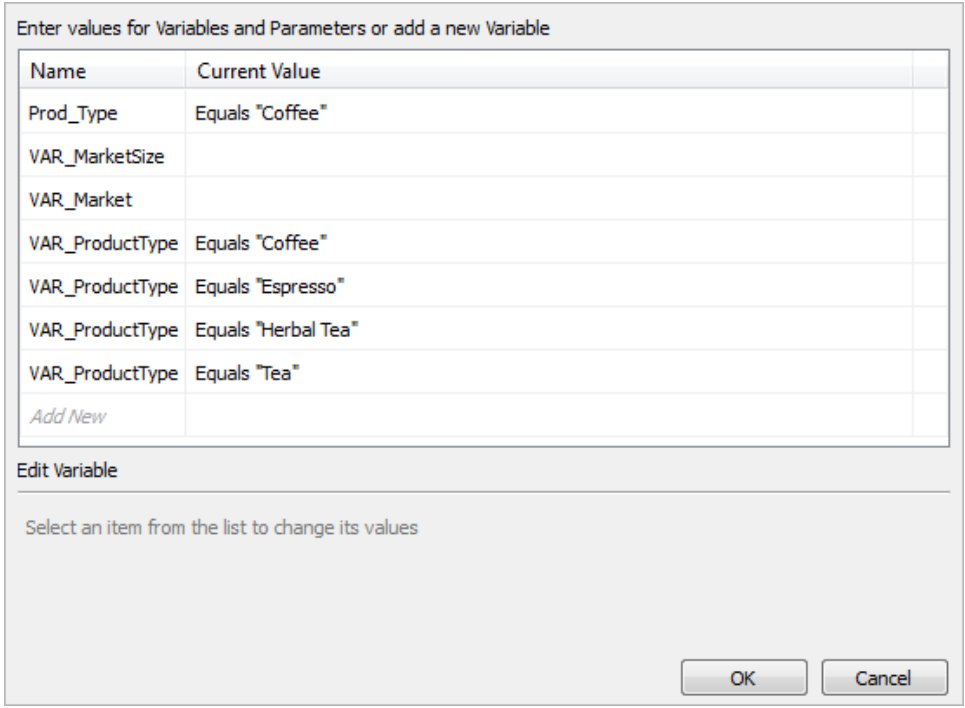 Enter values for Variables and Parameters or add a new Variable
Name Current Value
Prod_Type Equals "Coffee"
VAR_MarketSize
VAR_Market
VAR_ProductType Equals "Coffee"
VAR_ProductType Equals "Espresso"
VAR_ProductType Equals "Herbal Tea"
VAR_ProductType Equals "Tea"
Add New
Edit Variable
Select an item from the list to change its values
OK Cancel